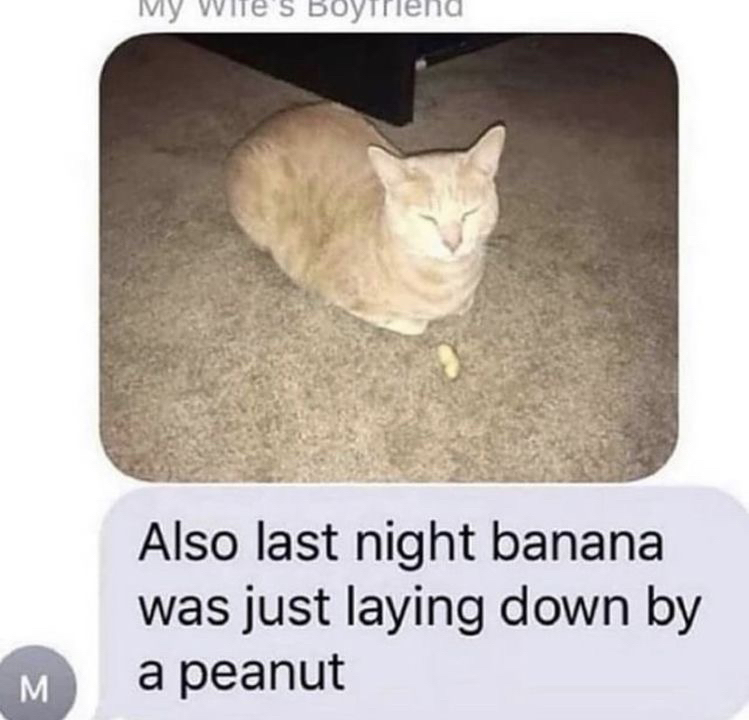 My Wife's Boyfriend
Also last night banana
was just laying down by
a peanut
M